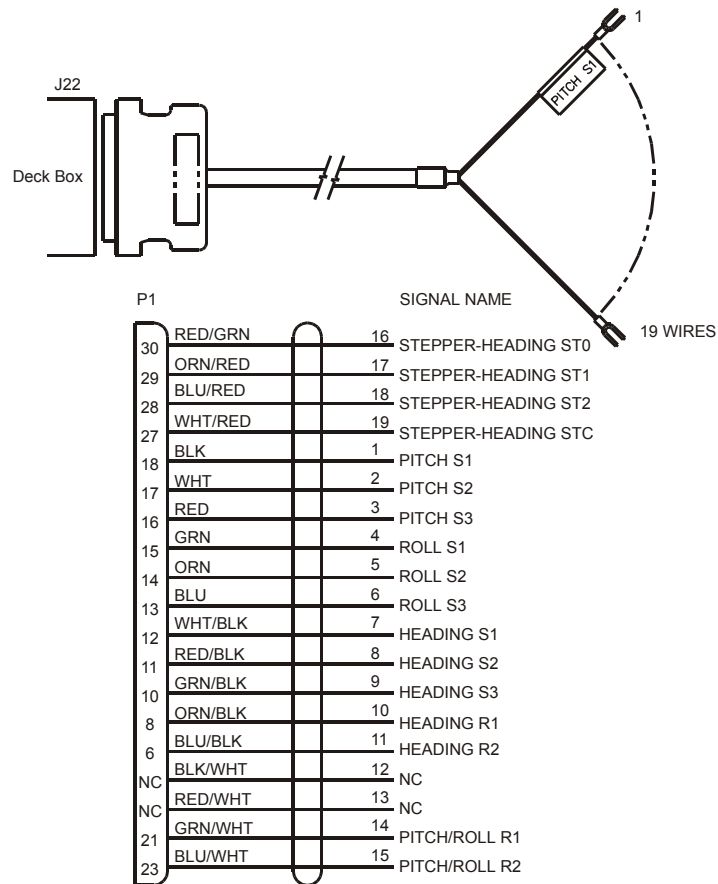 1
J22
PITCH S1
Deck Box
P1
SIGNAL NAME
19 WIRES
30 RED/GRN 16 STEPPER-HEADING ST0
29 ORN/RED 17 STEPPER-HEADING ST1
28 BLU/RED 18 STEPPER-HEADING ST2
27 WHT/RED 19 STEPPER-HEADING STC
18 BLK 1 PITCH S1
17 WHT 2 PITCH S2
16 RED 3 PITCH S3
15 GRN 4 ROLL S1
14 ORN 5 ROLL S2
13 BLU 6 ROLL S3
12 WHT/BLK 7 HEADING S1
11 RED/BLK 8 HEADING S2
10 GRN/BLK 9 HEADING S3
8 ORN/BLK 10 HEADING R1
6 BLU/BLK 11 HEADING R2
NC BLK/WHT 12 NC
NC RED/WHT 13 NC
21 GRN/WHT 14 PITCH/ROLL R1
23 BLU/WHT 15 PITCH/ROLL R2